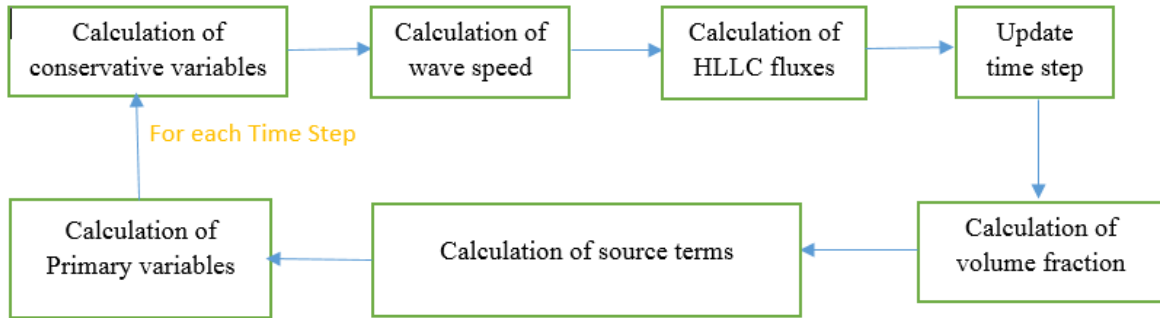 Calculation of
conservative variables
Calculation of
wave speed
Calculation of
HLLC fluxes
Update
time step
For each Time Step
Calculation of
Primary variables
Calculation of source terms
Calculation of
volume fraction